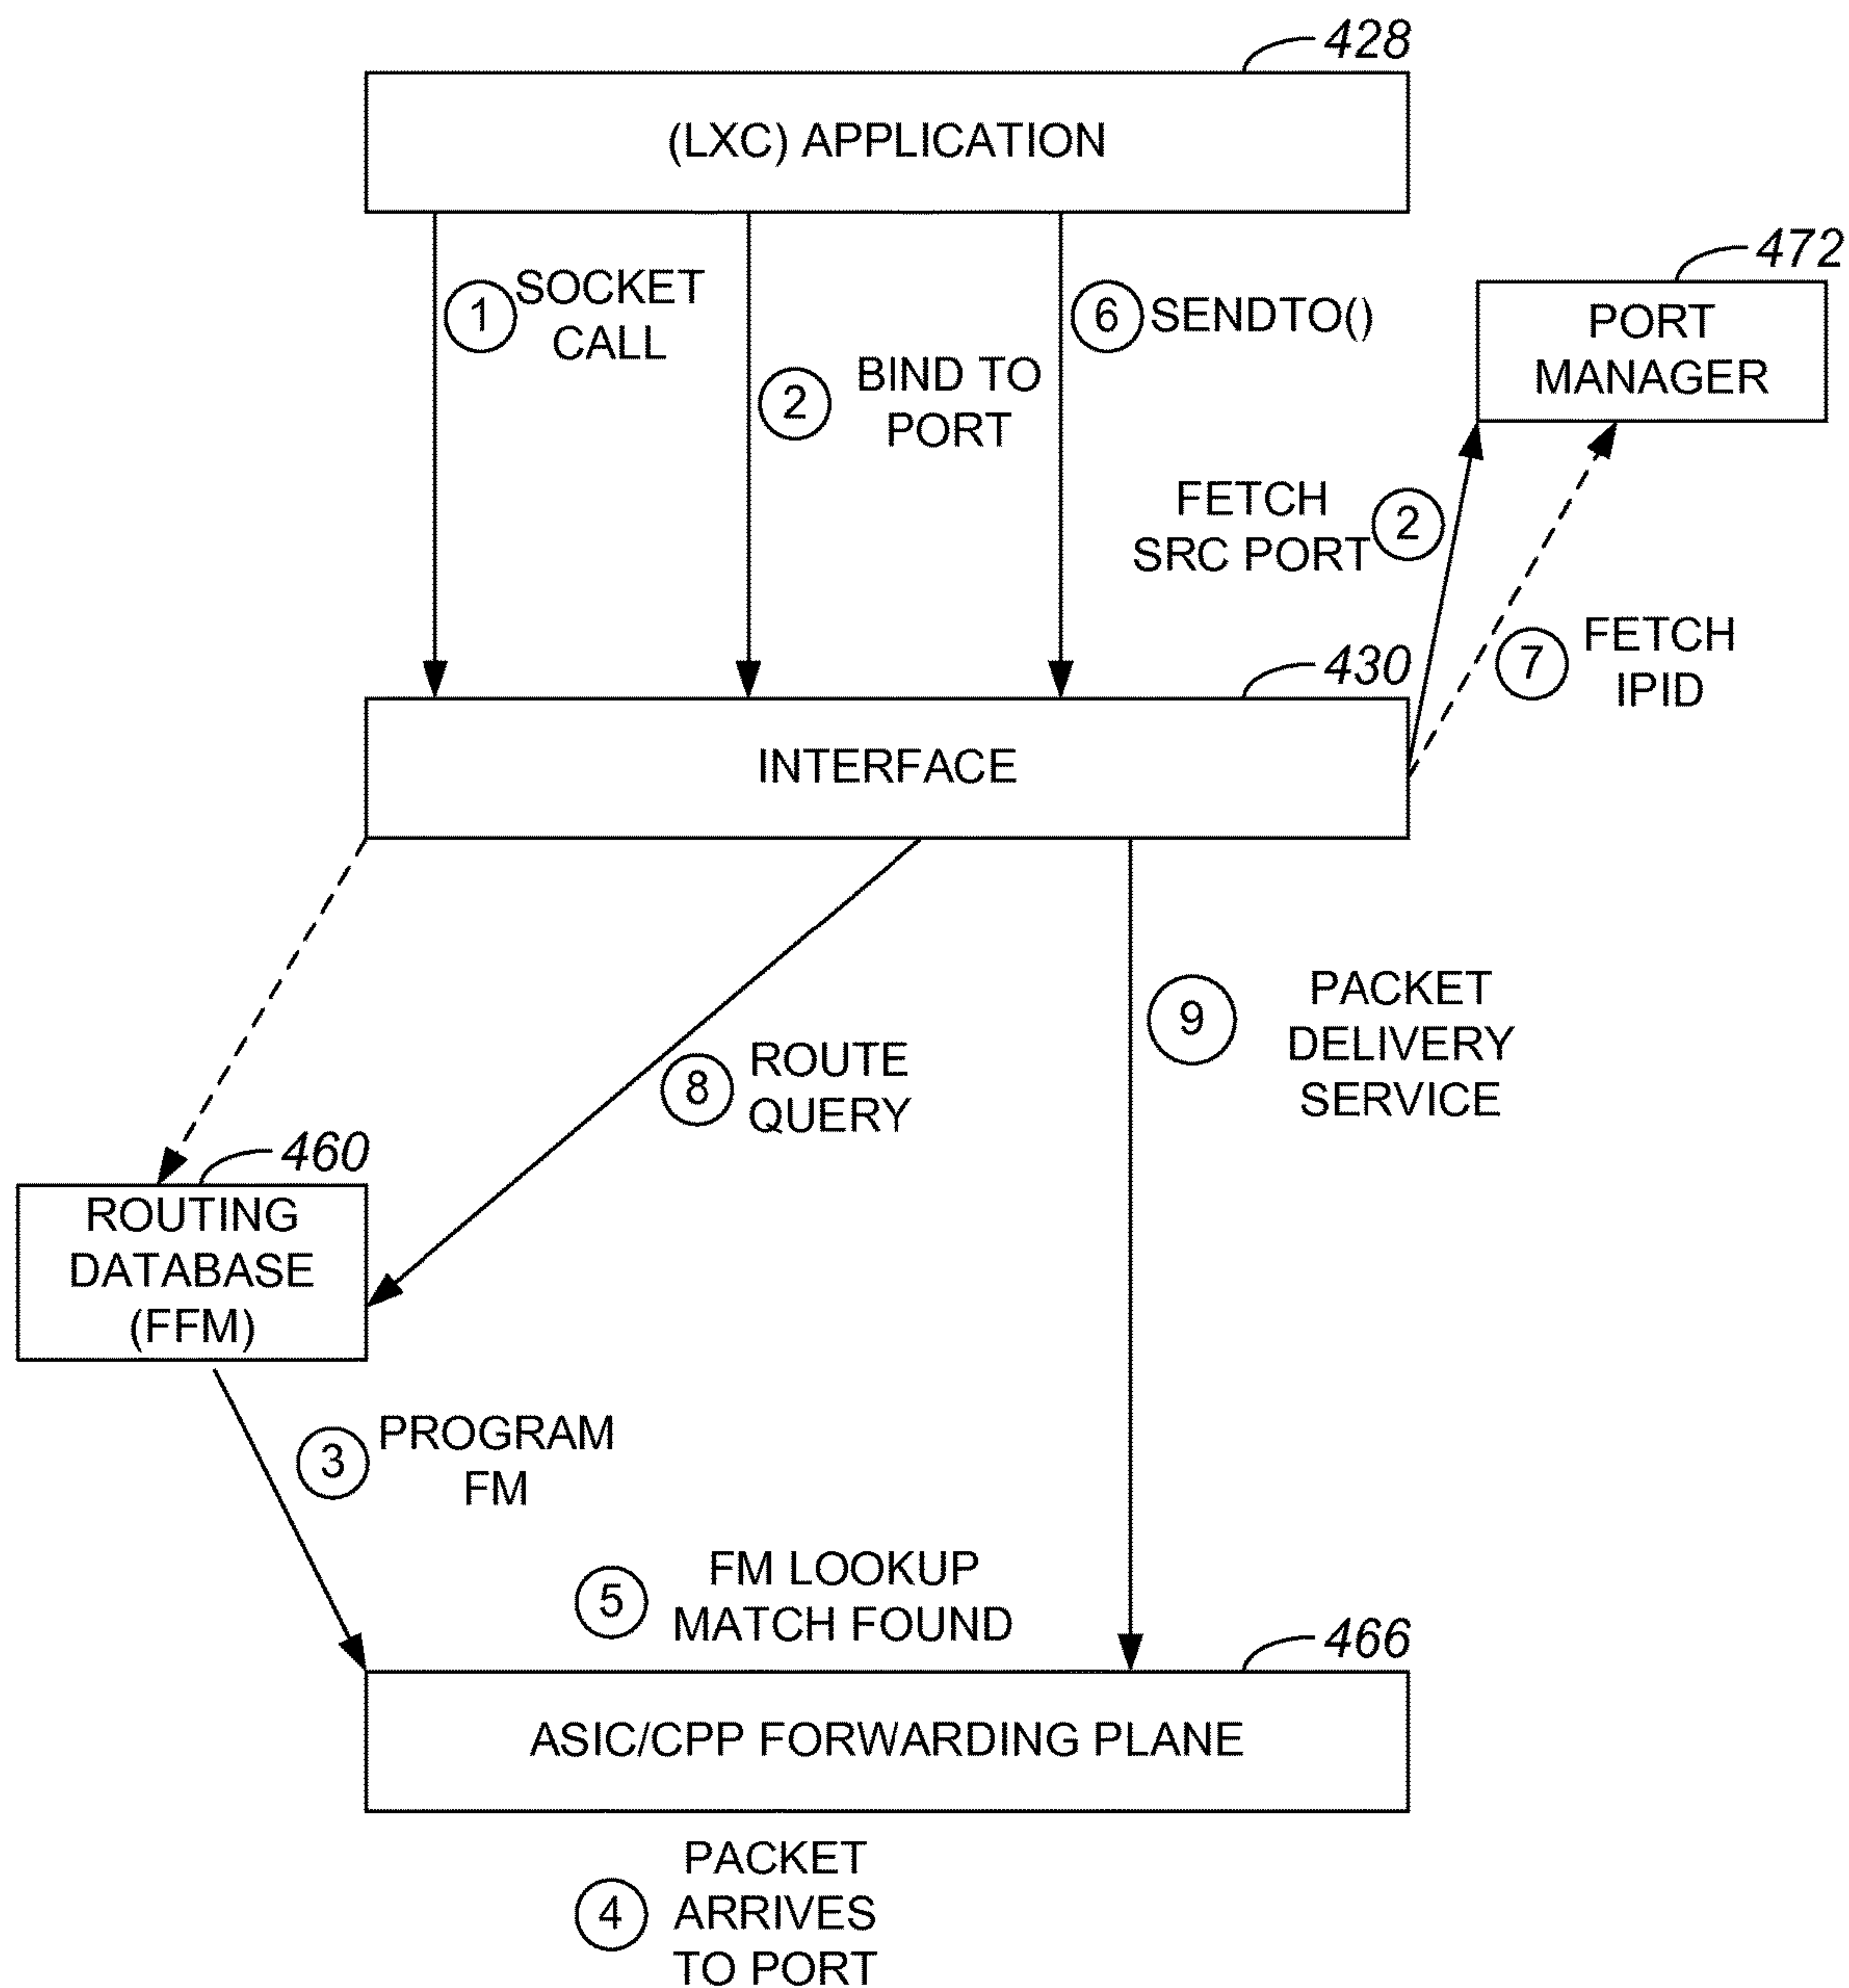 428
(LXC) APPLICATION
472
1
SOCKET
CALL
6
SENDTO()
PORT
MANAGER
2
BIND TO
PORT
FETCH
SRC PORT
2
7
FETCH
IPID
430
INTERFACE
9
PACKET
DELIVERY
SERVICE
8
ROUTE
QUERY
460
ROUTING
DATABASE
(FFM)
3
PROGRAM
FM
5
FM LOOKUP
MATCH FOUND
466
ASIC/CPP FORWARDING PLANE
4
PACKET
ARRIVES
TO PORT